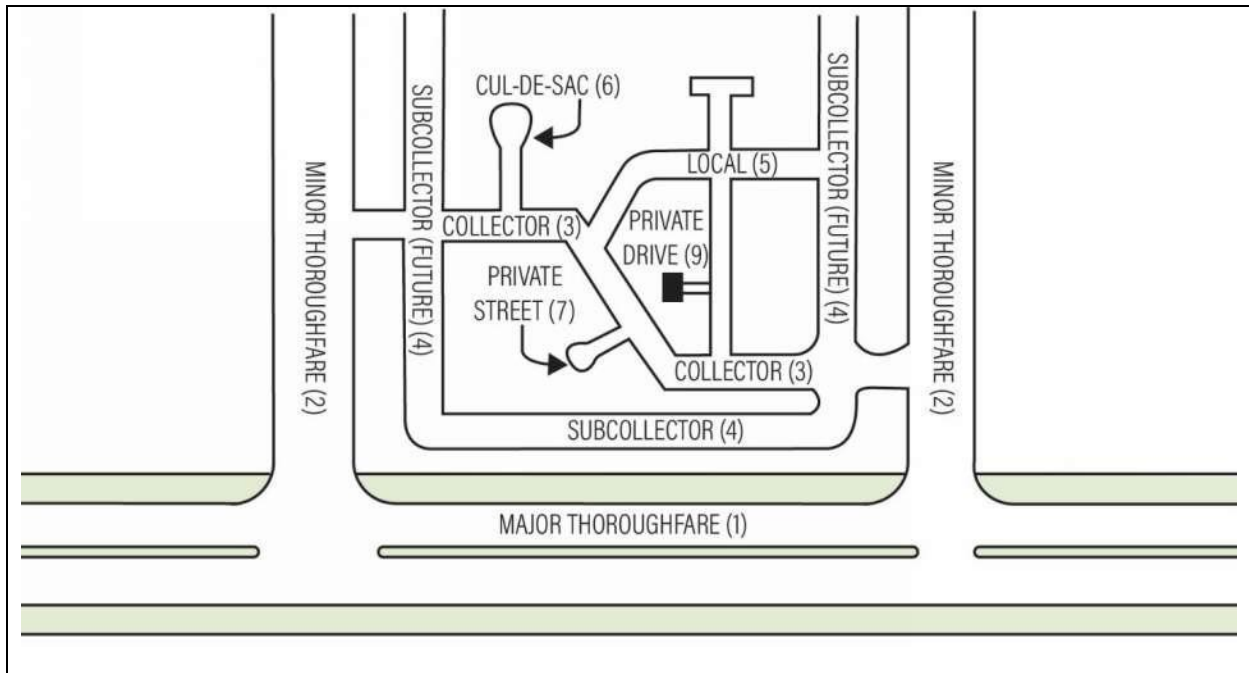 CUL-DE-SAC (6)
SUBCOLLECTOR (FUTURE) (4)
SUBCOLLECTOR (FUTURE) (4)
MINOR THOROUGHFARE (2)
LOCAL (5)
MINOR THOROUGHFARE (2)
COLLECTOR (3)
PRIVATE
DRIVE (9)
PRIVATE
STREET (7)
COLLECTOR (3)
SUBCOLLECTOR (4)
MAJOR THOROUGHFARE (1)